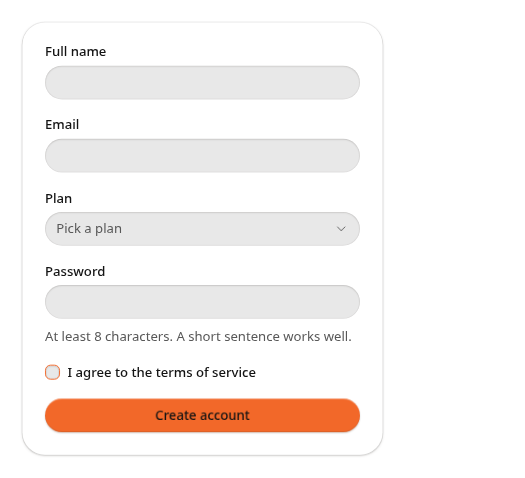 Full name
Email
Plan
Pick a plan
Password
At least 8 characters. A short sentence works well.
I agree to the terms of service
Create account